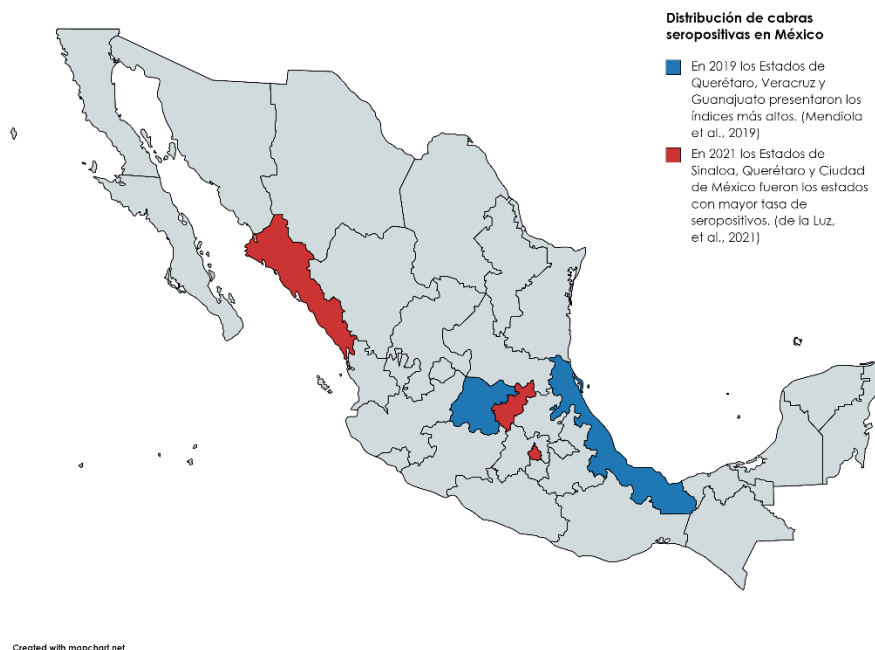 Distribución de cabras
seropositivas en México
En 2019 los Estados de
Querétaro, Veracruz y
Guanajuato presentaron los
índices más altos. (Mendiola
et al., 2019)
En 2021 los Estados de
Sinaloa, Querétaro y Ciudad
de México fueron los estados
con mayor tasa de
seropositivos. (de la Luz,
et al., 2021)
Created with mapchart.net